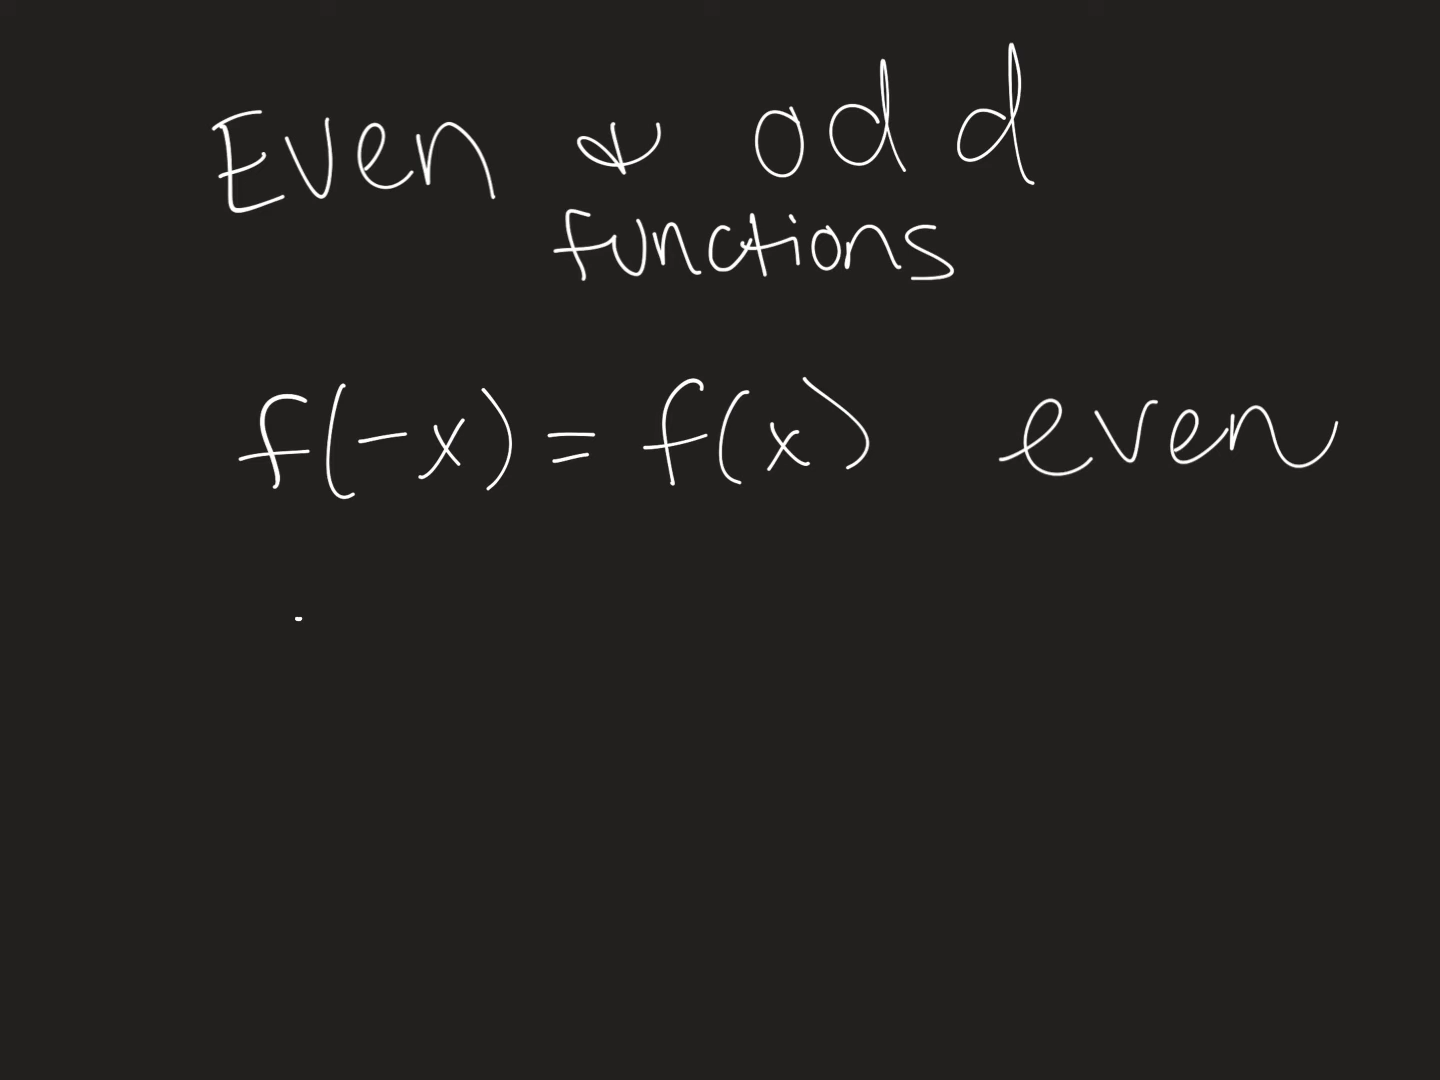 Even & odd
functions
f(-x) = f(x) even